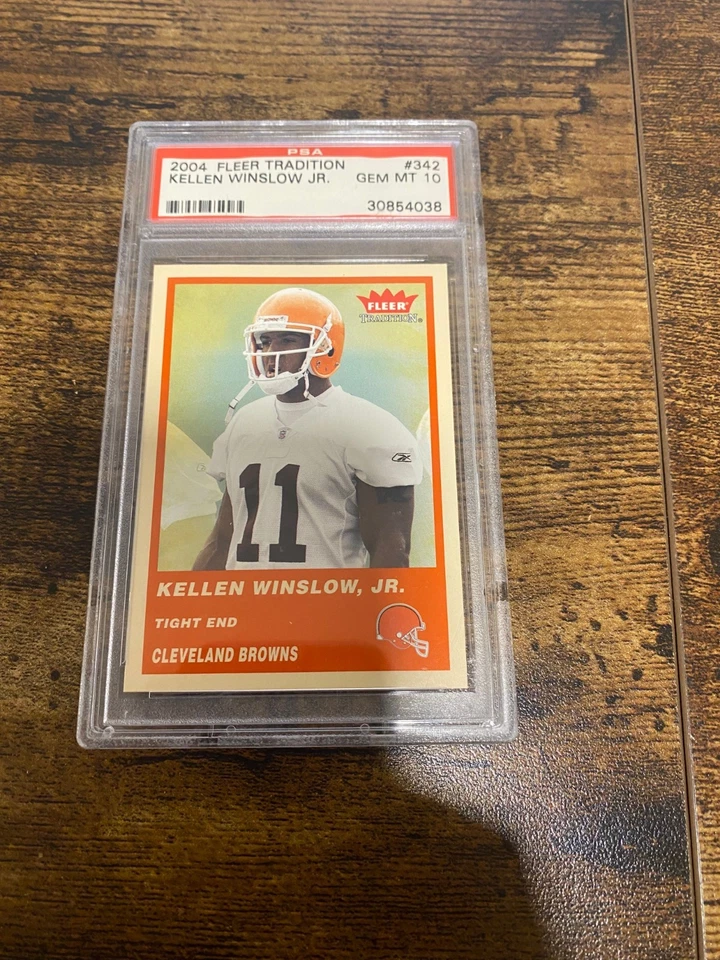 PSA
2004 FLEER TRADITION #342
KELLEN WINSLOW JR. GEM MT 10
30854038
FLEER
TRADITION®
11
KELLEN WINSLOW, JR.
TIGHT END
CLEVELAND BROWNS